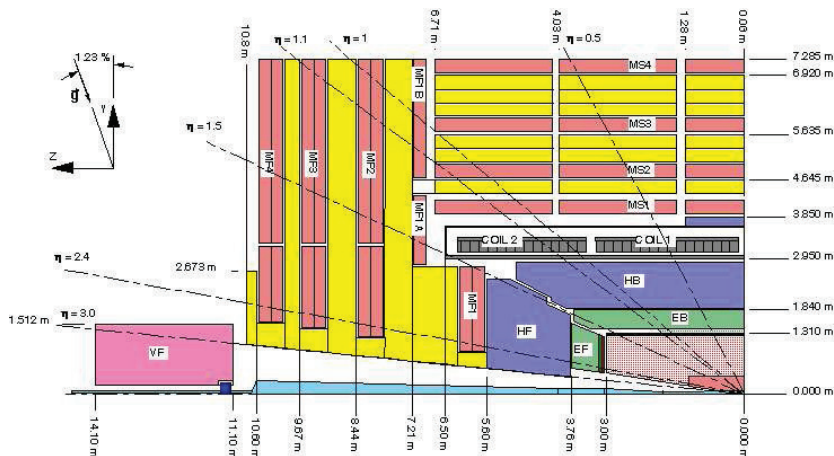 10.8 m
η = 1.1
η = 1
6.71 m
4.03 m
η = 0.5
1.28 m
0.08 m
1.23 %
g
Y
Z
η = 1.5
MF4
MF3
MF2
MF1 B
MF1 A
MS4
MS3
MS2
MS1
7.285 m
6.920 m
5.635 m
4.645 m
3.850 m
2.950 m
1.840 m
1.310 m
0.000 m
COIL 2
COIL 1
η = 2.4
2.673 m
η = 3.0
1.512 m
VF
MF1
HF
HB
EB
EF
14.10 m
11.10 m
10.60 m
9.67 m
8.44 m
7.21 m
6.50 m
5.60 m
3.76 m
3.00 m
0.000 m